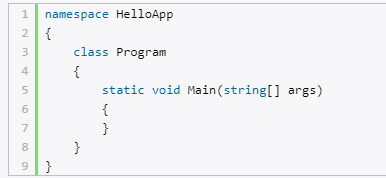 1 namespace HelloApp
2 {
3     class Program
4     {
5         static void Main(string[] args)
6         {
7         }
8     }
9 }